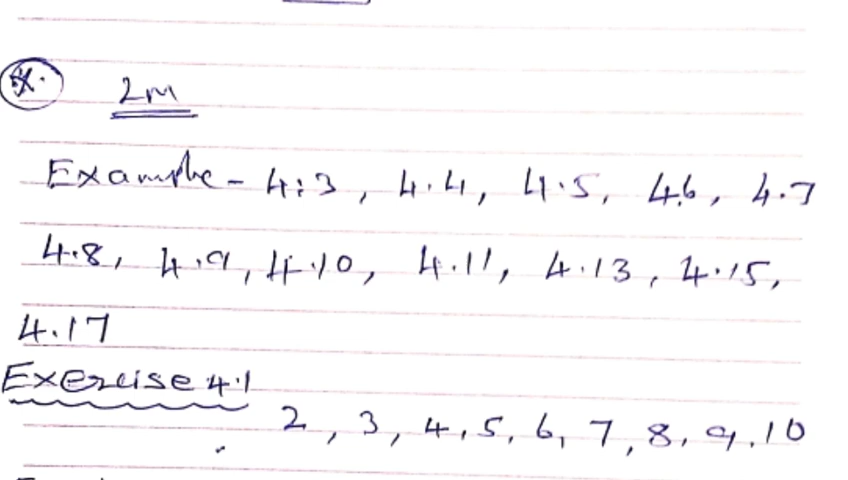 2m
Example - 4.3, 4.4, 4.5, 4.6, 4.7
4.8, 4.9, 4.10, 4.11, 4.13, 4.15,
4.17
Exercise 4.1
2, 3, 4, 5, 6, 7, 8, 9, 10